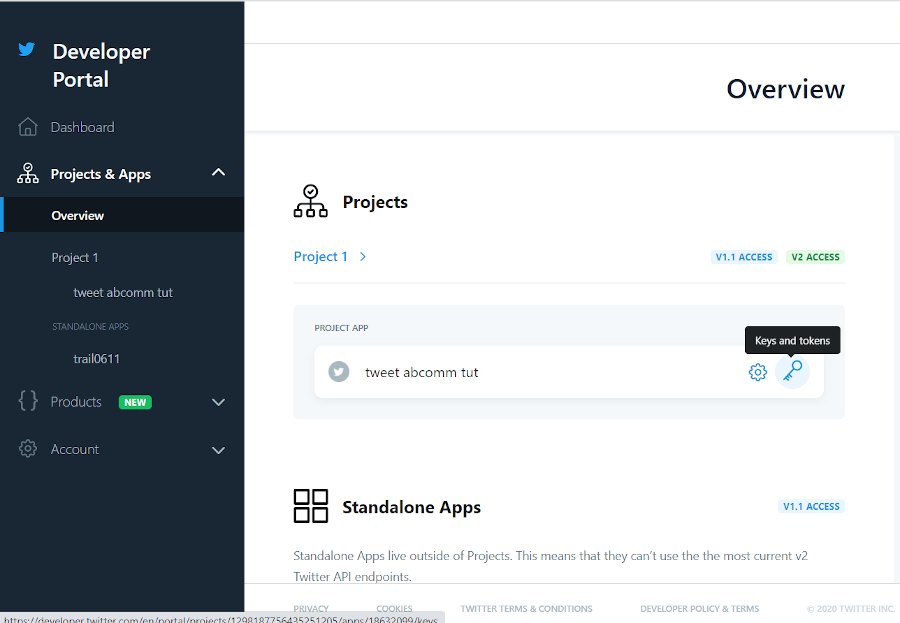 Developer
Portal
Dashboard
Projects & Apps
Overview
Project 1
tweet abcomm tut
STANDALONE APPS
trail0611
Products NEW
Account
Overview
Projects
Project 1
V1.1 ACCESS V2 ACCESS
PROJECT APP
Keys and tokens
tweet abcomm tut
Standalone Apps V1.1 ACCESS
Standalone Apps live outside of Projects. This means that they can't use the the most current v2
Twitter API endpoints.
PRIVACY COOKIES TWITTER TERMS & CONDITIONS DEVELOPER POLICY & TERMS © 2020 TWITTER INC.
https://developer.twitter.com/en/portal/projects/1298187756435251205/apps/18632099/keys